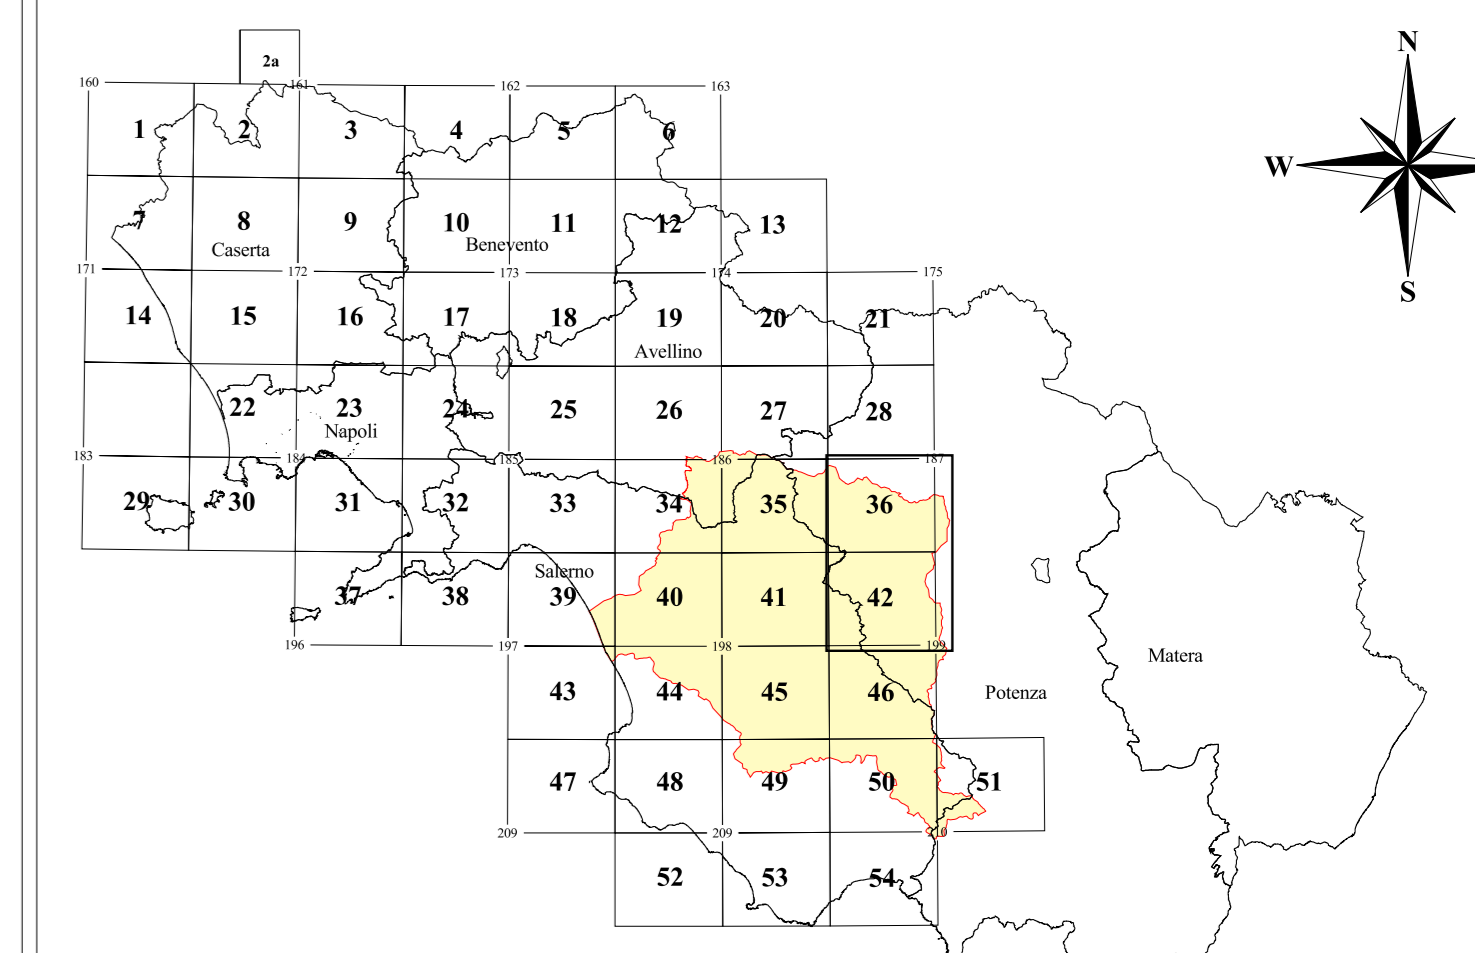 N
2a
160 161 162 163
1 2 3 4 5 6
W
7 8 9 10 11 12 13
Caserta Benevento
171 172 173 174 175
S
14 15 16 17 18 19 20 21
Avellino
22 23 24 25 26 27 28
Napoli
183 184 185 186 187
29 30 31 32 33 34 35 36
Salerno
37 38 39 40 41 42
196 197 198 199
Matera
43 44 45 46 Potenza
47 48 49 50 51
209 209 210
52 53 54